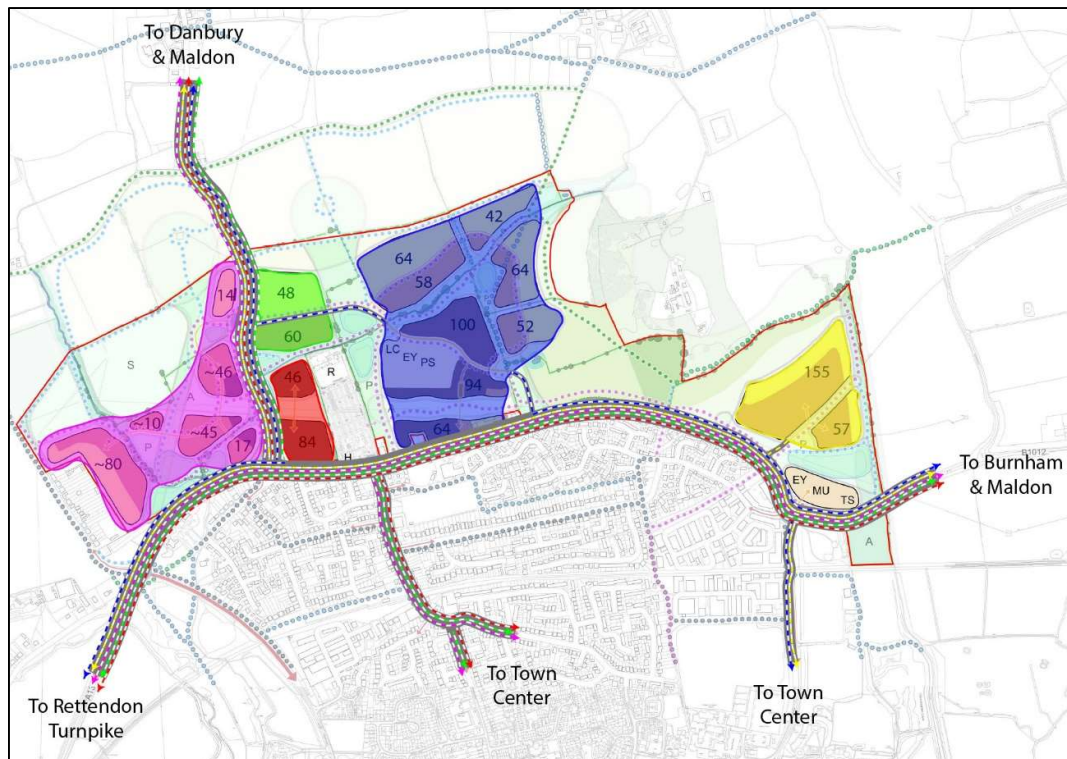 To Danbury
& Maldon
42
64
58
64
14
48
100
52
60
LC
EY
PS
R
S
P
155
~46
46
94
A
~10
~45
57
P
17
84
64
~80
H
B1012
EY
MU
TS
To Burnham
& Maldon
A
To Rettendon
Turnpike
To Town
Center
To Town
Center